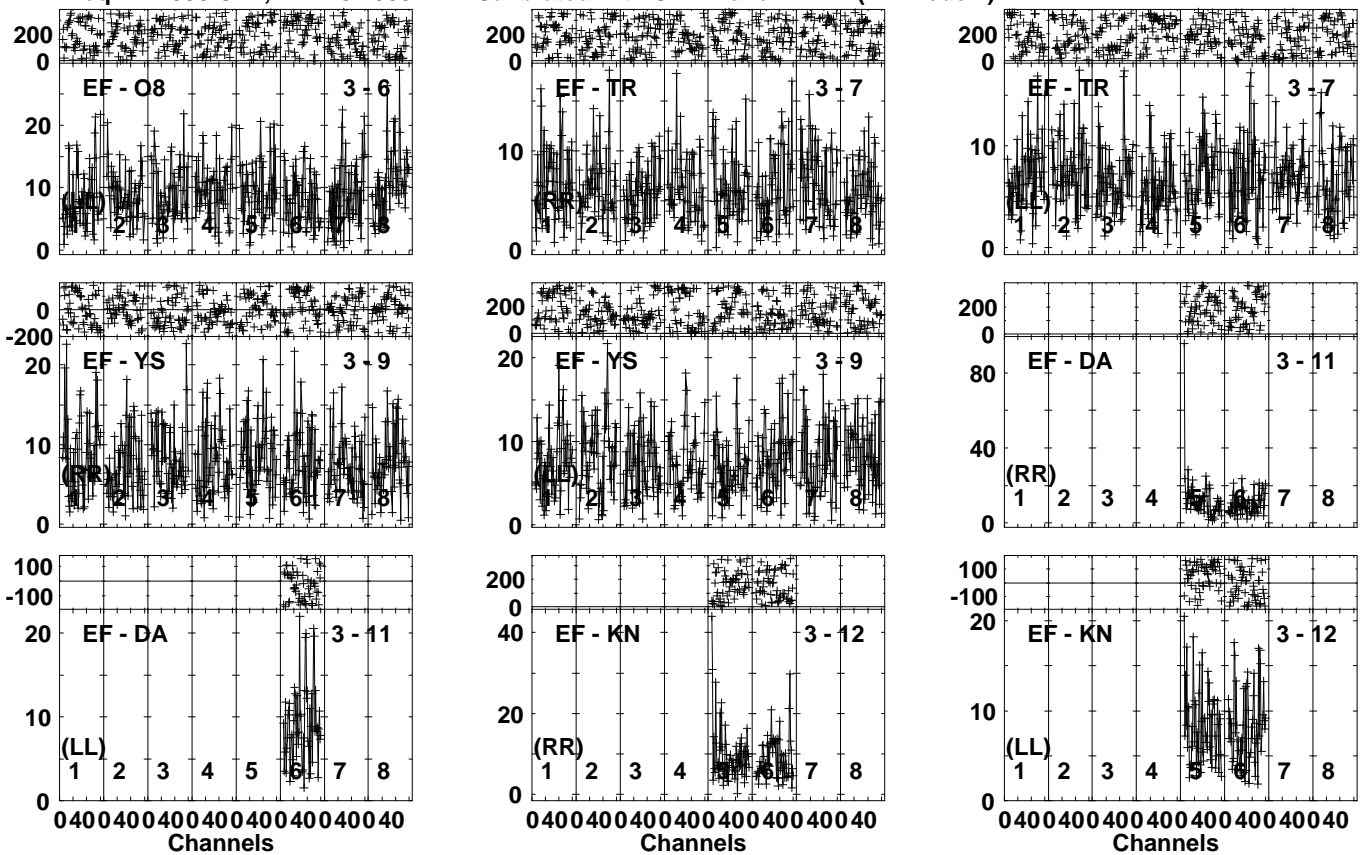 200 200 200
0 0 0
EF - O8 3 - 6 EF - TR 3 - 7 EF - TR 3 - 7
20
10 10 10
(LL) (RR) (LL)
1 2 3 4 5 6 7 8 1 2 3 4 5 6 7 8 1 2 3 4 5 6 7 8
0 0 0
0 200 200
-200 0 0
20 EF - YS 3 - 9 20 EF - YS 3 - 9 EF - DA 3 - 11
80
10 10 40
(RR) (LL) (RR)
1 2 3 4 5 6 7 8 1 2 3 4 5 6 7 8 1 2 3 4 5 6 7 8
0 0 0
100 200 100
-100 0 -100
20 EF - DA 3 - 11 40 EF - KN 3 - 12 20 EF - KN 3 - 12
10 20 10
(LL) (RR) (LL)
1 2 3 4 5 6 7 8 1 2 3 4 5 6 7 8 1 2 3 4 5 6 7 8
0 0 0
0 40 0 40 0 40 0 40 0 40 0 40 0 40 0 40 0 40 0 40 0 40 0 40 0 40 0 40 0 40 0 40 0 40 0 40 0 40 0 40 0 40 0 40 0 40 0 40
Channels Channels Channels